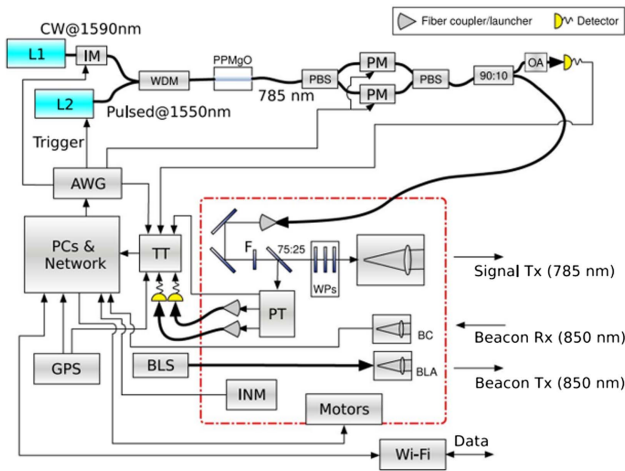 Fiber coupler/launcher
Detector
CW@1590nm
L1
IM
L2
Pulsed@1550nm
Trigger
WDM
PPMgO
785 nm
PBS
PM
PM
PBS
90:10
OA
AWG
PCs &
Network
TT
F
75:25
WPs
PT
Signal Tx (785 nm)
BC
Beacon Rx (850 nm)
GPS
BLS
BLA
Beacon Tx (850 nm)
INM
Motors
Wi-Fi
Data